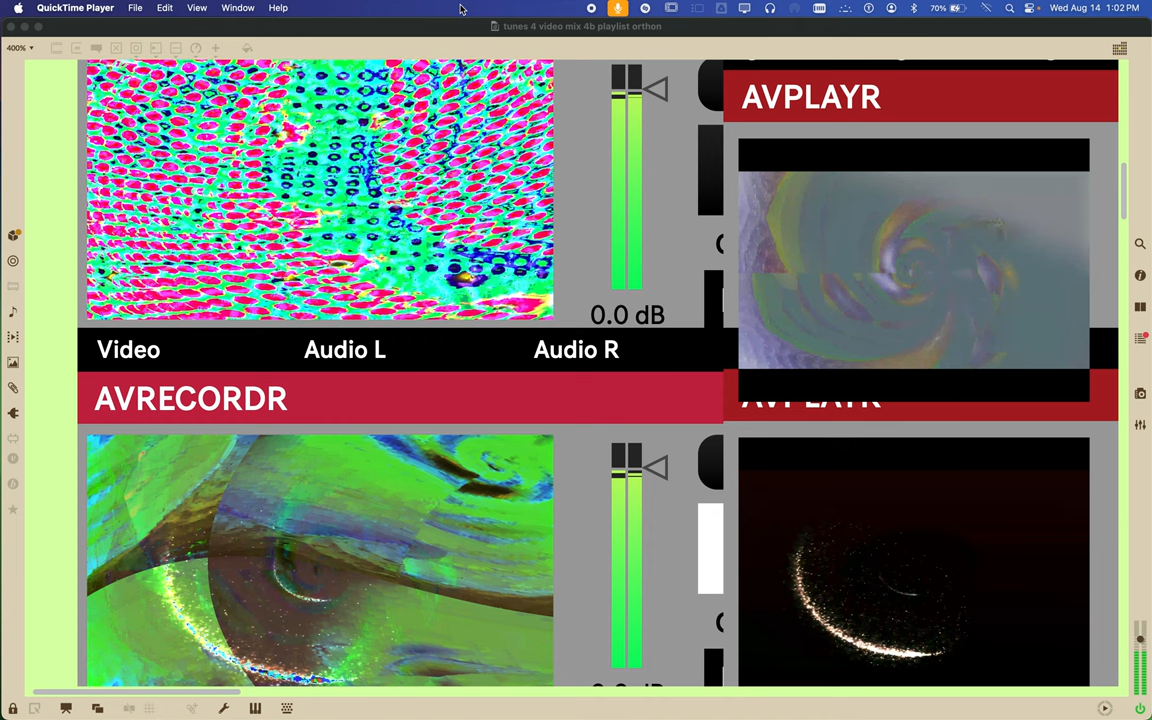 QuickTime Player File Edit View Window Help 70% Wed Aug 14 1:02 PM
tunes 4 video mix 4b playlist orthon
400%
AVPLAYR
0.0 dB
Video Audio L Audio R
AVRECORDR
AVPLAYR